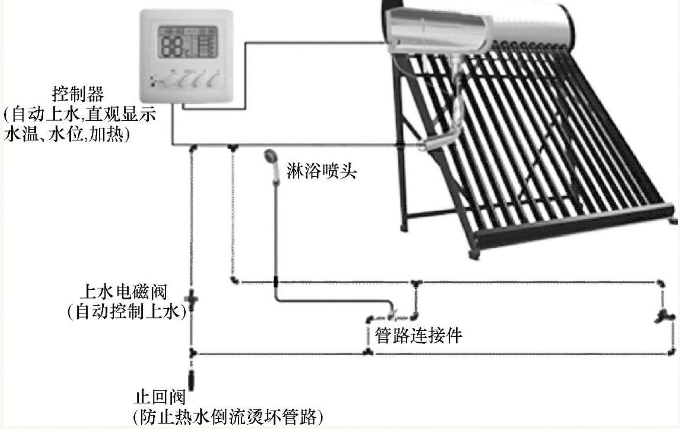 88℃
控制器
(自动上水,直观显示
水温、水位,加热)
淋浴喷头
上水电磁阀
(自动控制上水)
管路连接件
止回阀
(防止热水倒流烫坏管路)